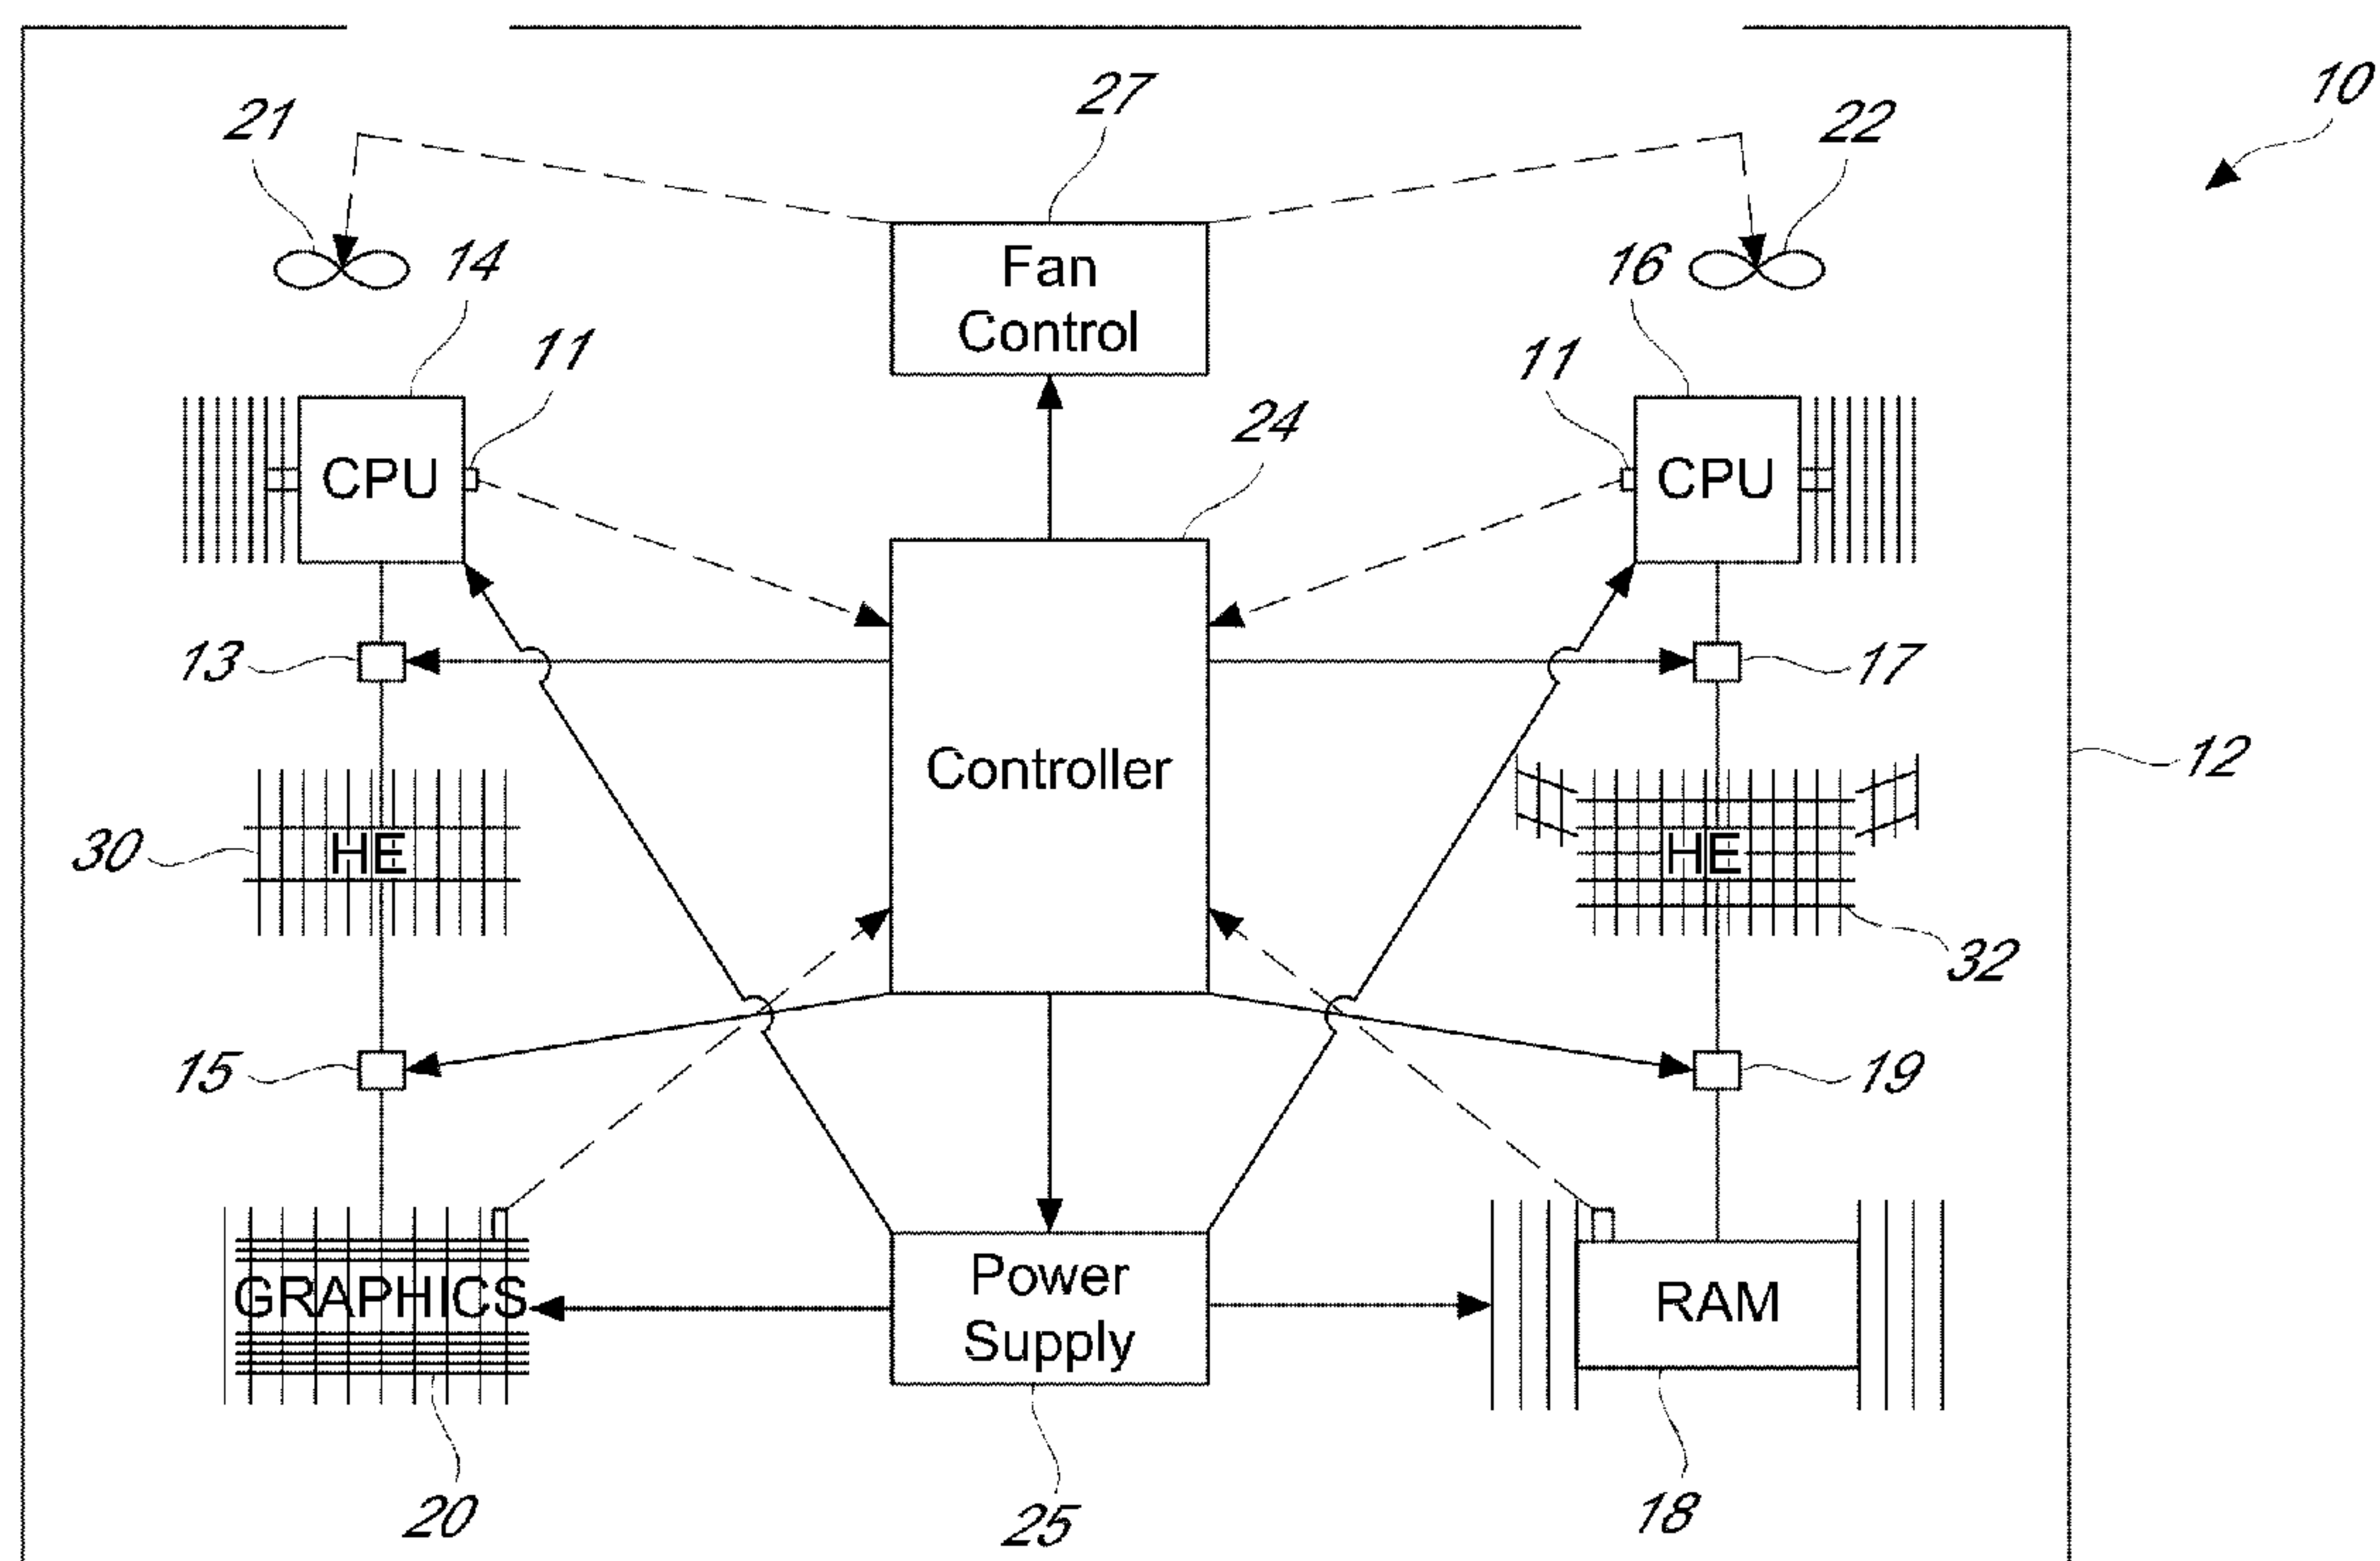 10
27
21
22
Fan
Control
14
16
11
11
24
CPU
CPU
13
17
Controller
12
30
HE
HE
32
15
19
GRAPHICS
Power
Supply
RAM
20
25
18